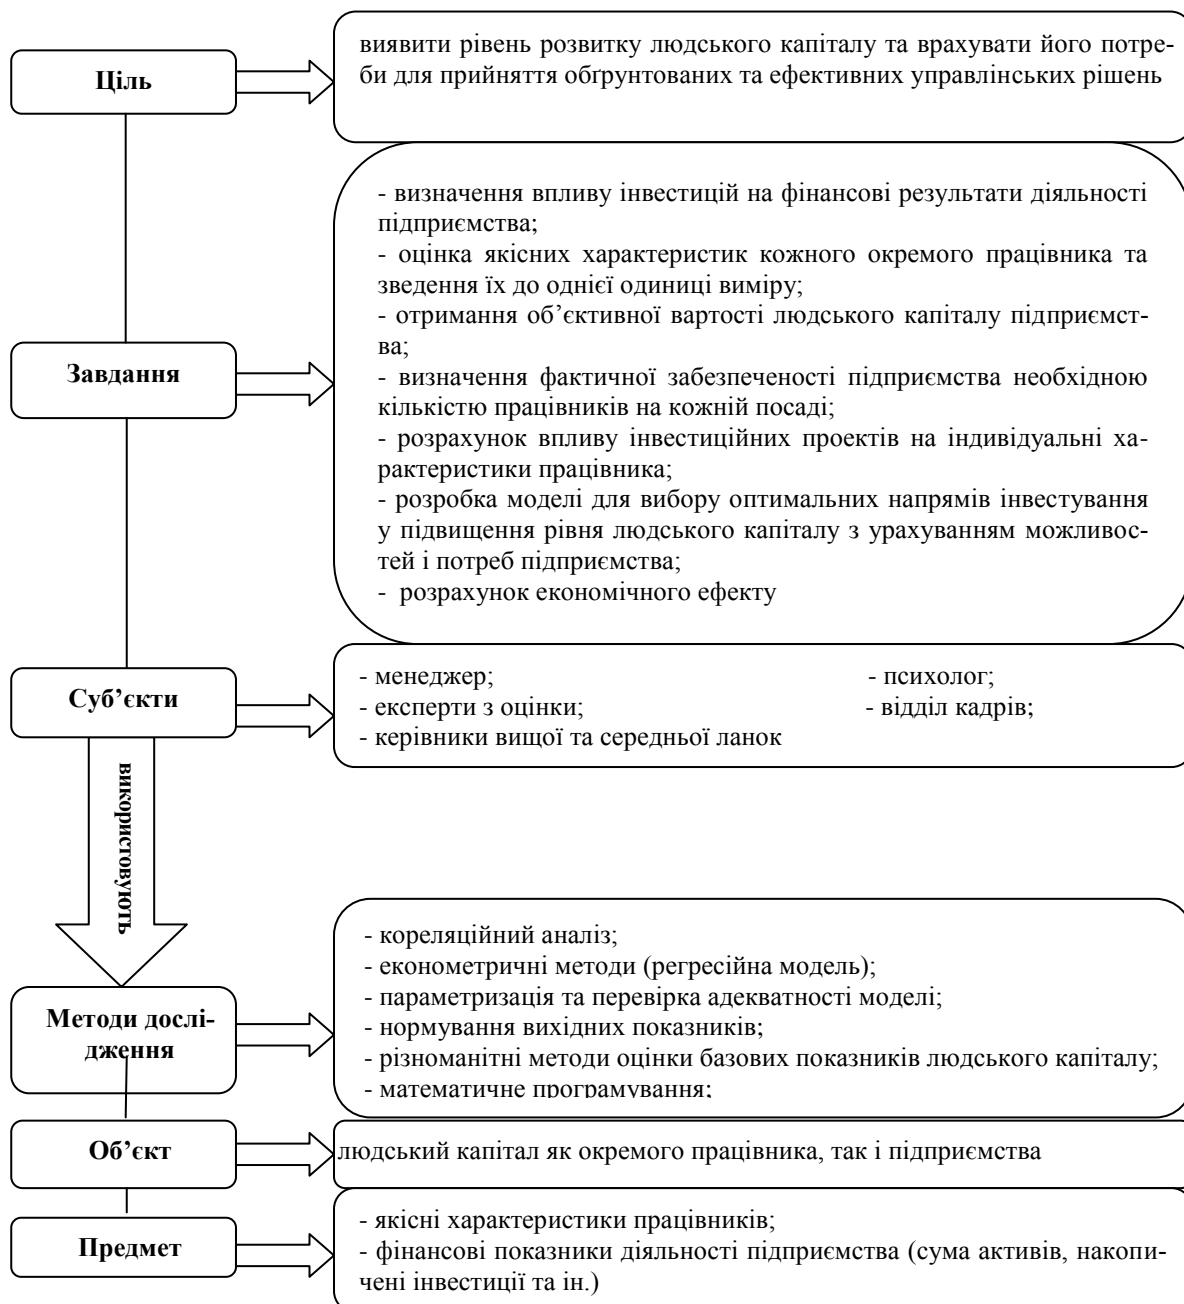 Ціль
виявити рівень розвитку людського капіталу та врахувати його потре-
би для прийняття обґрунтованих та ефективних управлінських рішень
Завдання
- визначення впливу інвестицій на фінансові результати діяльності
підприємства;
- оцінка якісних характеристик кожного окремого працівника та
зведення їх до однієї одиниці виміру;
- отримання об’єктивної вартості людського капіталу підприємст-
ва;
- визначення фактичної забезпеченості підприємства необхідною
кількістю працівників на кожній посаді;
- розрахунок впливу інвестиційних проектів на індивідуальні ха-
рактеристики працівника;
- розробка моделі для вибору оптимальних напрямів інвестування
у підвищення рівня людського капіталу з урахуванням можливос-
тей і потреб підприємства;
- розрахунок економічного ефекту
Суб’єкти
- менеджер; - психолог;
- експерти з оцінки; - відділ кадрів;
- керівники вищої та середньої ланок
використовують
Методи дослі-
дження
- кореляційний аналіз;
- економетричні методи (регресійна модель);
- параметризація та перевірка адекватності моделі;
- нормування вихідних показників;
- різноманітні методи оцінки базових показників людського капіталу;
- математичне програмування;
Об’єкт
людський капітал як окремого працівника, так і підприємства
Предмет
- якісні характеристики працівників;
- фінансові показники діяльності підприємства (сума активів, накопи-
чені інвестиції та ін.)